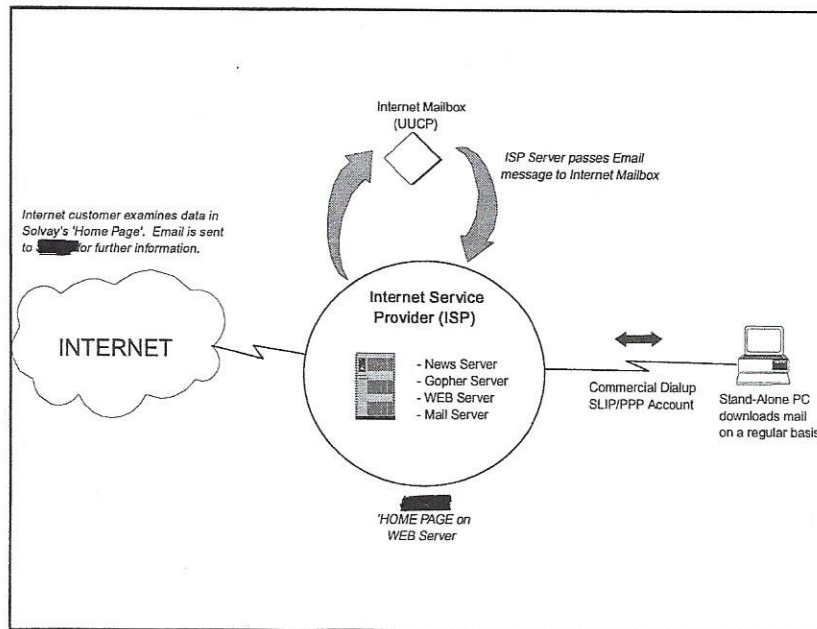 Internet Mailbox
(UUCP)
ISP Server passes Email
message to Internet Mailbox
Internet customer examines data in
Solvay's 'Home Page'. Email is sent
to for further information.
INTERNET
Internet Service
Provider (ISP)
- News Server
- Gopher Server
- WEB Server
- Mail Server
Commercial Dialup
SLIP/PPP Account
Stand-Alone PC
downloads mail
on a regular basis
'HOME PAGE on
WEB Server